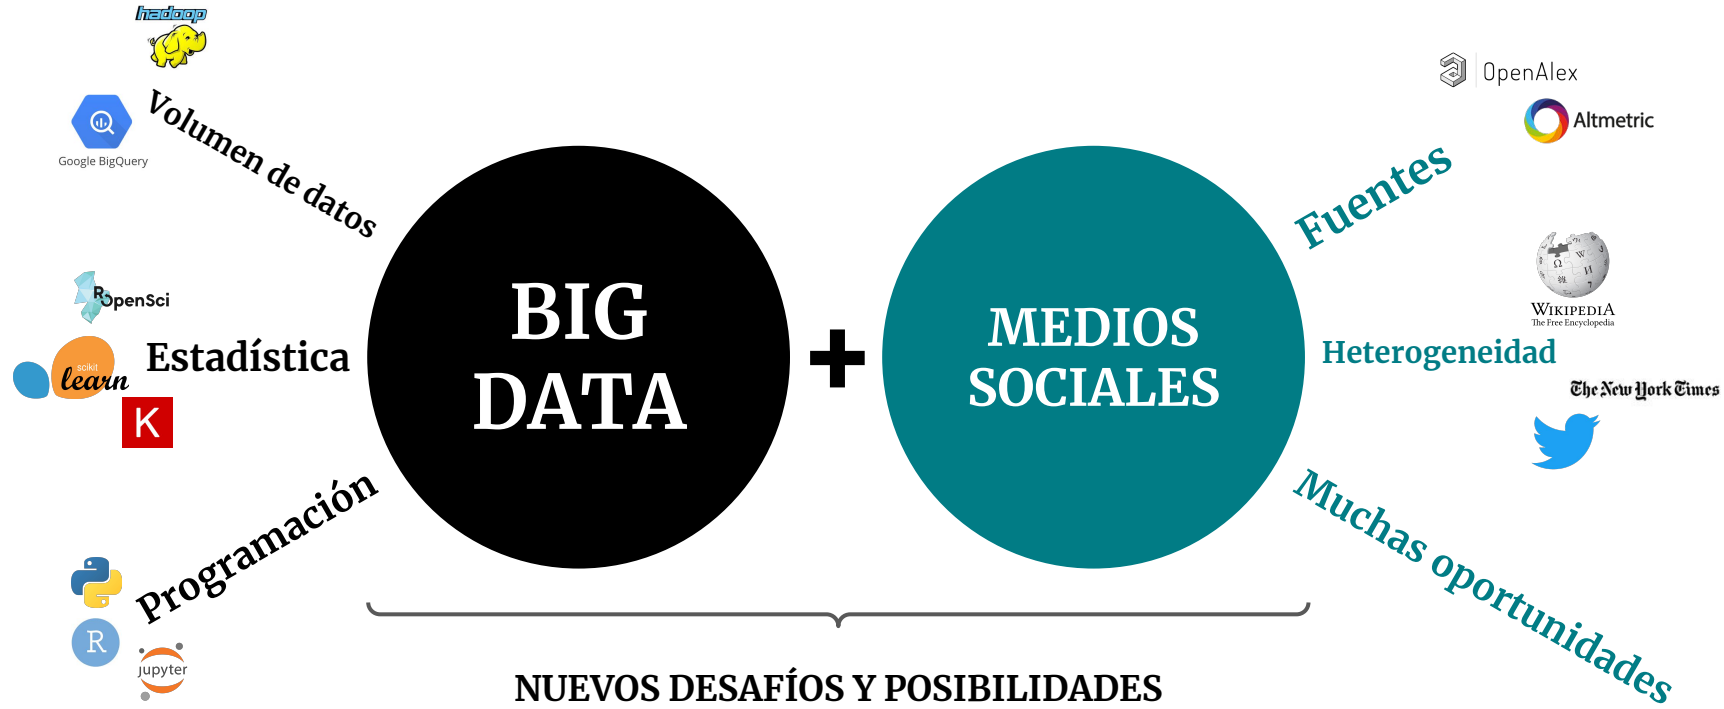 hadoop
Volumen de datos
Google BigQuery
ROpenSci
Estadística
scikit
learn
K
Programación
R
jupyter
BIG
DATA
+
MEDIOS
SOCIALES
OpenAlex
Altmetric
Fuentes
Ω W И
WIKIPEDIA
The Free Encyclopedia
Heterogeneidad
The New York Times
Muchas oportunidades
NUEVOS DESAFÍOS Y POSIBILIDADES